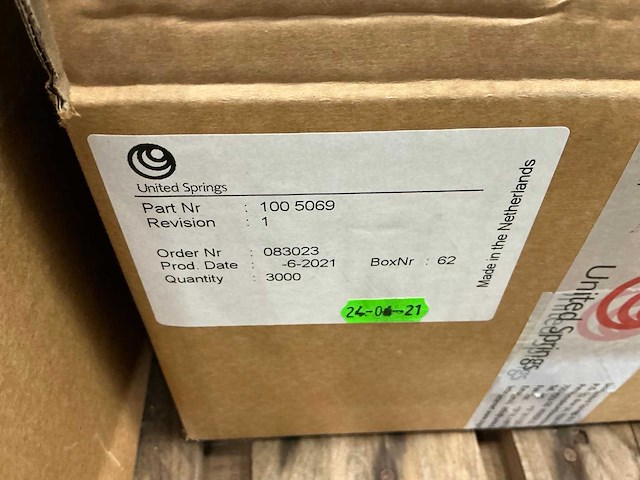 United Springs
Part Nr : 100 5069
Revision : 1
Order Nr : 083023
Prod. Date : -6-2021 BoxNr : 62
Quantity : 3000
Made in the Netherlands
United Springs